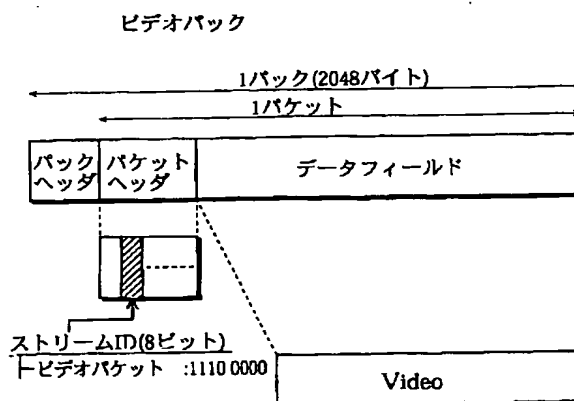 ビデオパック
1パック(2048バイト)
1パケット
パック
ヘッダ
パケット
ヘッダ
データフィールド
ストリームID(8ビット)
ビデオパケット :1110 0000
Video